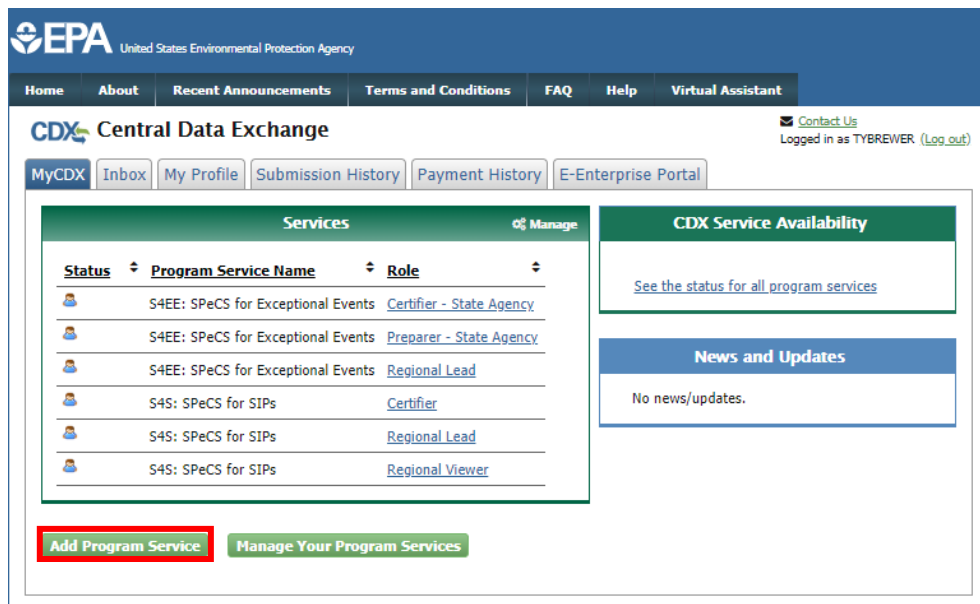 EPA United States Environmental Protection Agency
Home About Recent Announcements Terms and Conditions FAQ Help Virtual Assistant
CDX Central Data Exchange
Contact Us
Logged in as TYBREWER (Log out)
MyCDX Inbox My Profile Submission History Payment History E-Enterprise Portal
Services Manage
Status Program Service Name Role
S4EE: SPeCS for Exceptional Events Certifier - State Agency
S4EE: SPeCS for Exceptional Events Preparer - State Agency
S4EE: SPeCS for Exceptional Events Regional Lead
S4S: SPeCS for SIPs Certifier
S4S: SPeCS for SIPs Regional Lead
S4S: SPeCS for SIPs Regional Viewer
CDX Service Availability
See the status for all program services
News and Updates
No news/updates.
Add Program Service Manage Your Program Services